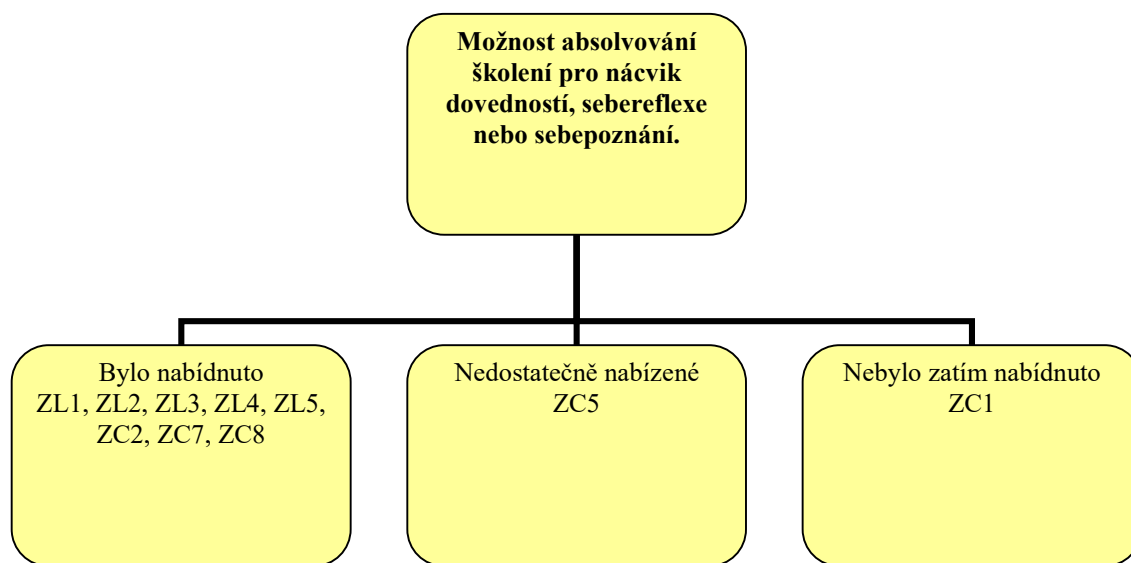 Možnost absolvování
školení pro nácvik
dovedností, sebereflexe
nebo sebepoznání.
Bylo nabídnuto
ZL1, ZL2, ZL3, ZL4, ZL5,
ZC2, ZC7, ZC8
Nedostatečně nabízené
ZC5
Nebylo zatím nabídnuto
ZC1